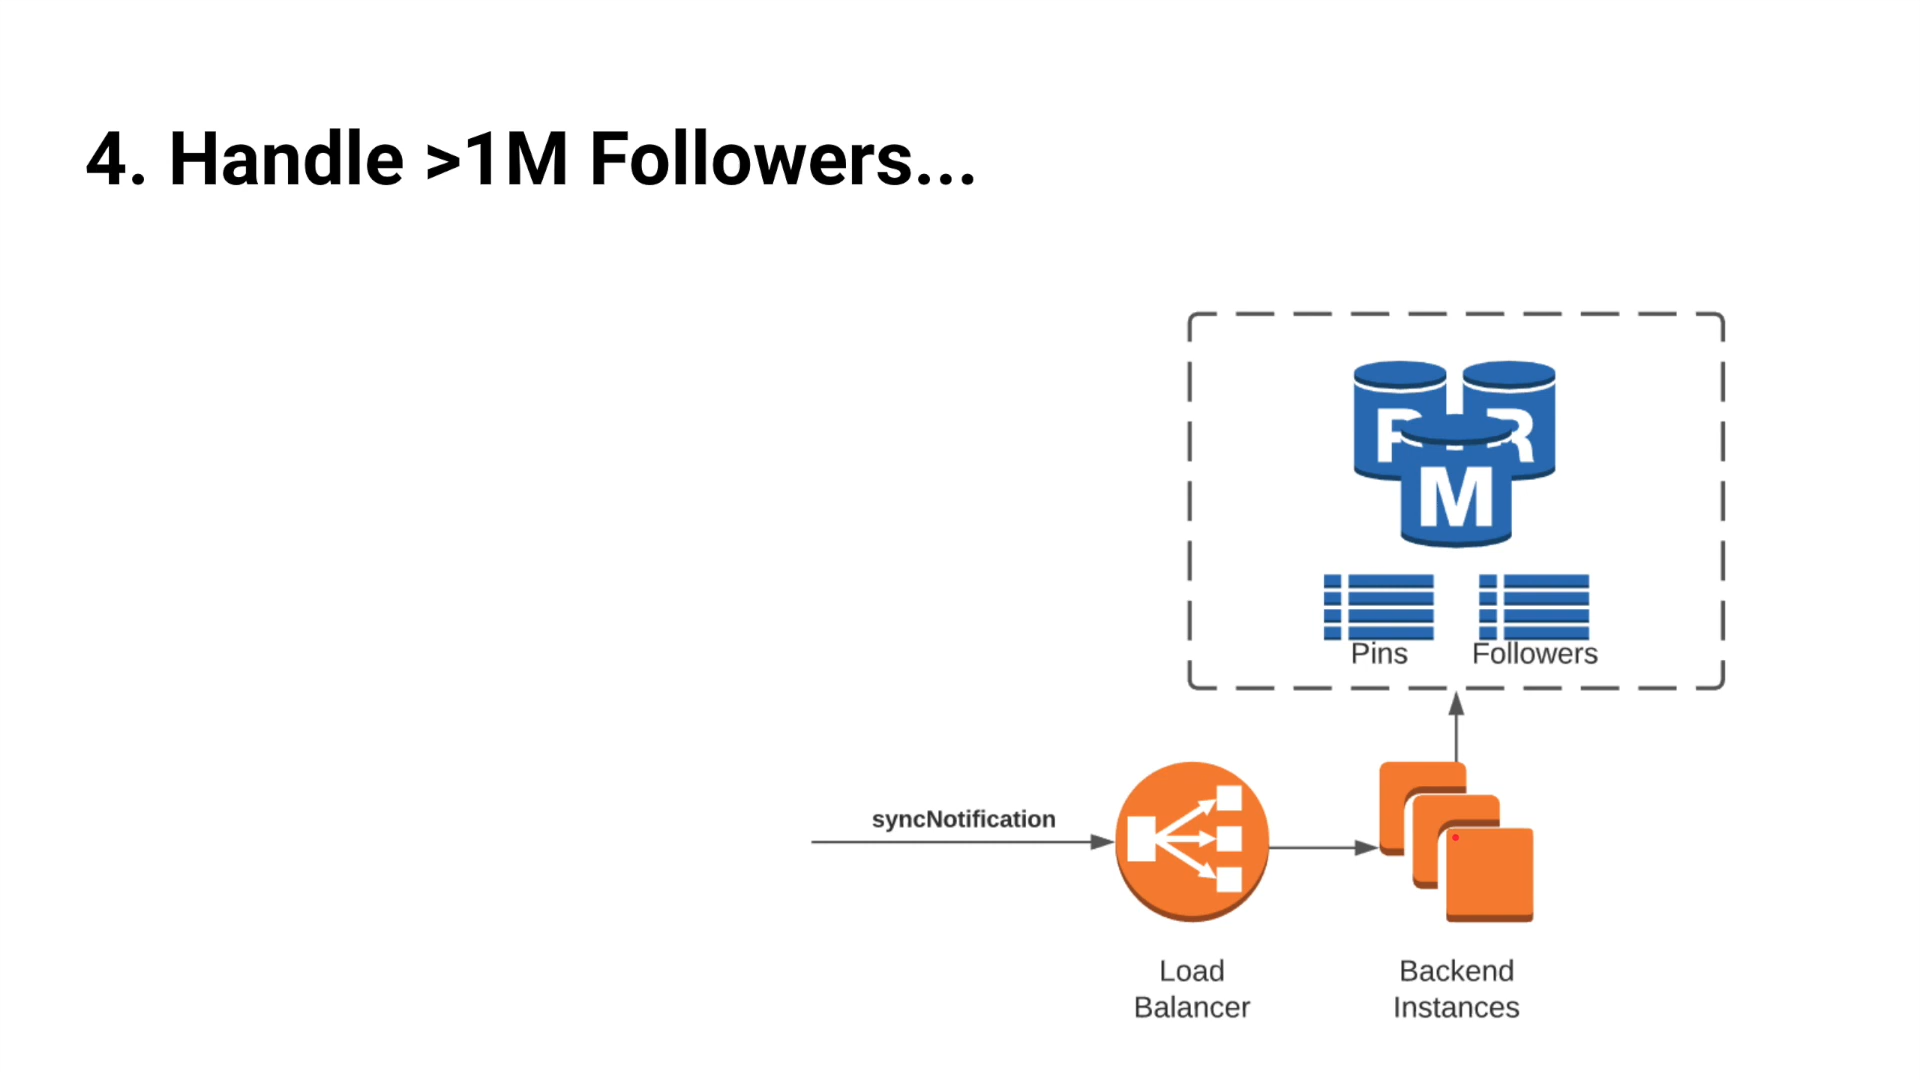 4. Handle >1M Followers...
R
M
Pins
Followers
syncNotification
Load
Balancer
Backend
Instances